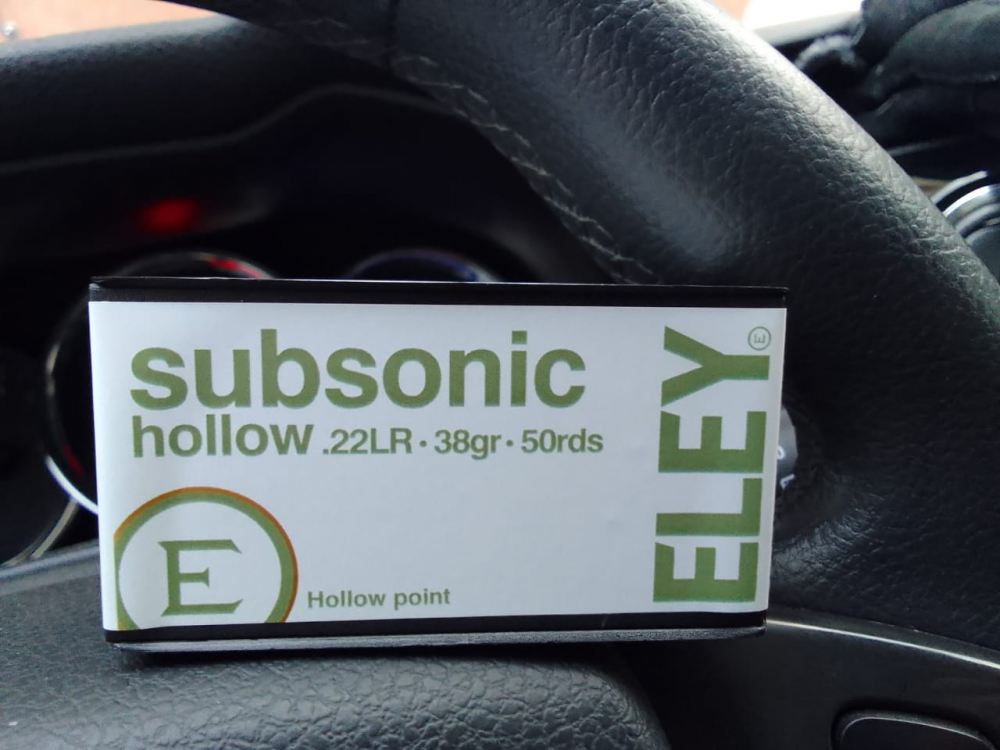 subsonic
hollow .22LR · 38gr · 50rds
E
Hollow point
ELEY
E